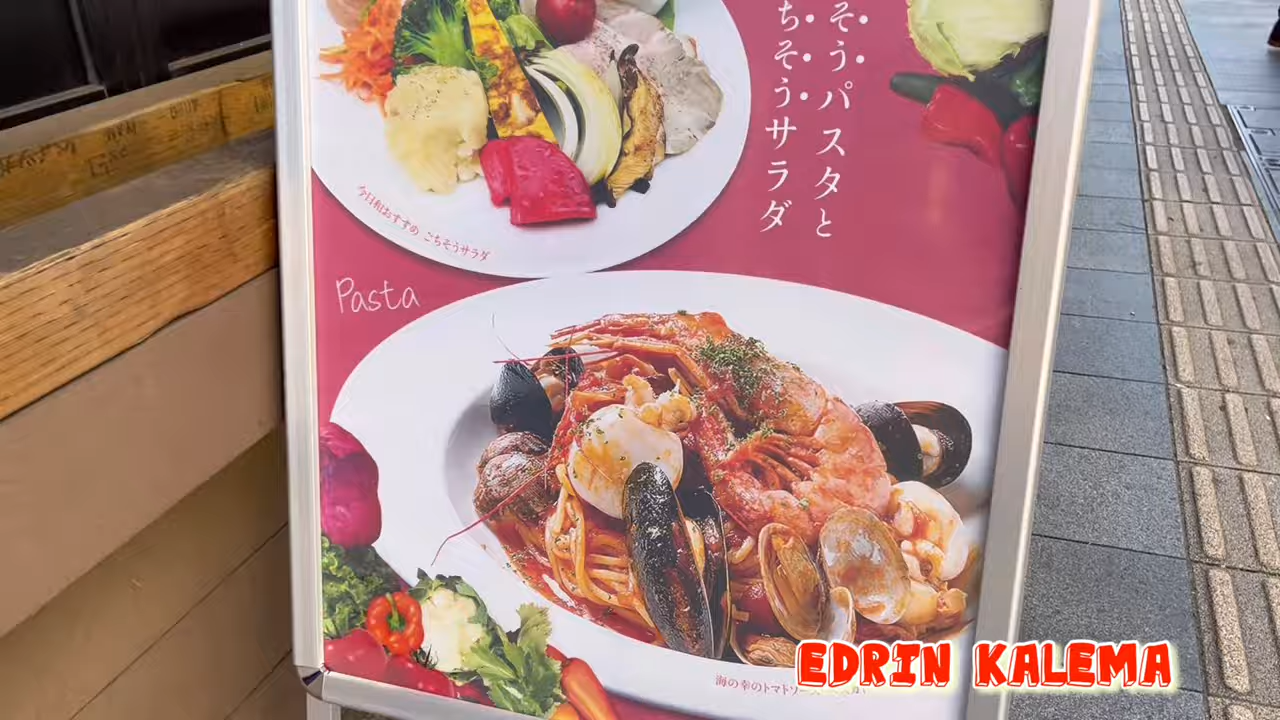 そうパスタと
ちそうサラダ
今日のおすすめ ごちそうサラダ
Pasta
海の幸のトマトソース
EDRIN KALEMA